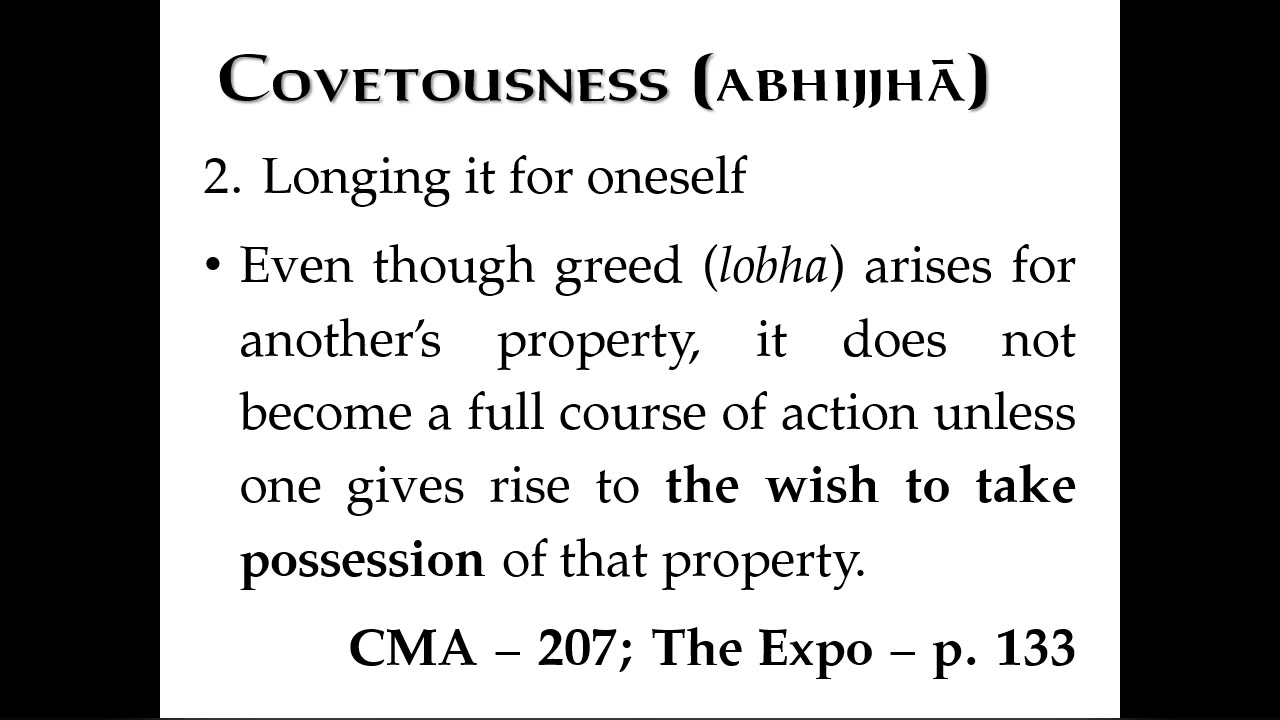 Covetousness (abhijjhā)
2. Longing it for oneself
• Even though greed (lobha) arises for
another's property, it does not
become a full course of action unless
one gives rise to the wish to take
possession of that property.
CMA – 207; The Expo – p. 133